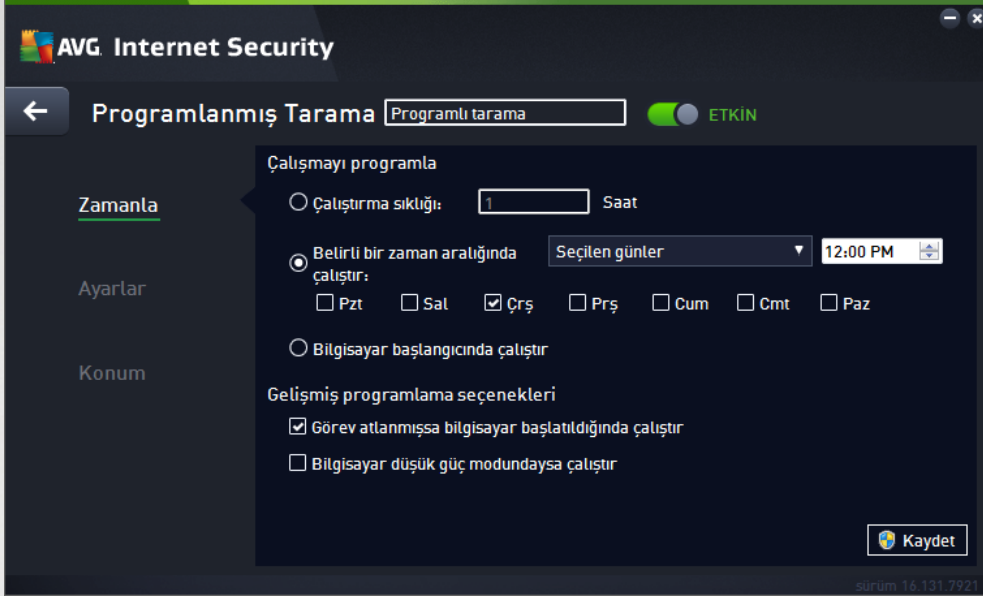 AVG Internet Security
Programlanmış Tarama Programlı tarama ETKİN
Zamanla
Ayarlar
Konum
Çalışmayı programla
Çalıştırma sıklığı: 1 Saat
Belirli bir zaman aralığında
çalıştır:
Seçilen günler 12:00 PM
Pzt Sal Çrş Prş Cum Cmt Paz
Bilgisayar başlangıcında çalıştır
Gelişmiş programlama seçenekleri
Görev atlanmışsa bilgisayar başlatıldığında çalıştır
Bilgisayar düşük güç modundaysa çalıştır
Kaydet
sürüm 16.131.7921